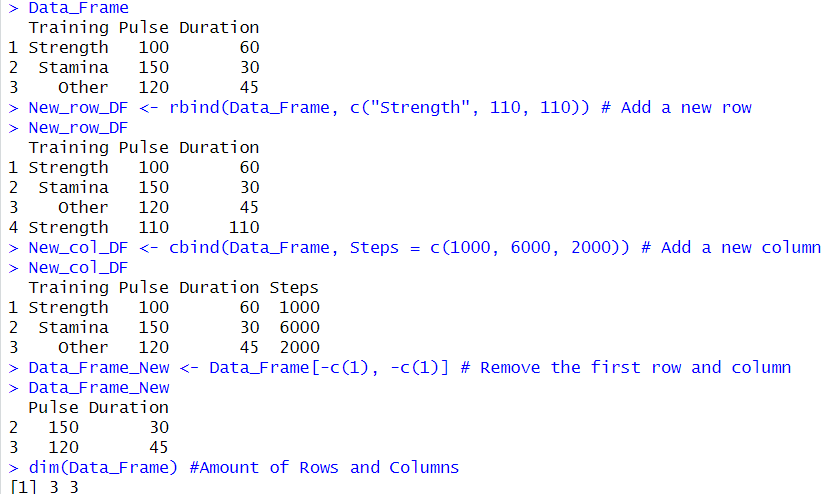 > Data_Frame
  Training Pulse Duration
1 Strength   100       60
2  Stamina   150       30
3    Other   120       45
> New_row_DF <- rbind(Data_Frame, c("Strength", 110, 110)) # Add a new row
> New_row_DF
  Training Pulse Duration
1 Strength   100       60
2  Stamina   150       30
3    Other   120       45
4 Strength   110      110
> New_col_DF <- cbind(Data_Frame, Steps = c(1000, 6000, 2000)) # Add a new column
> New_col_DF
  Training Pulse Duration Steps
1 Strength   100       60  1000
2  Stamina   150       30  6000
3    Other   120       45  2000
> Data_Frame_New <- Data_Frame[-c(1), -c(1)] # Remove the first row and column
> Data_Frame_New
  Pulse Duration
2   150       30
3   120       45
> dim(Data_Frame) #Amount of Rows and Columns
[1] 3 3